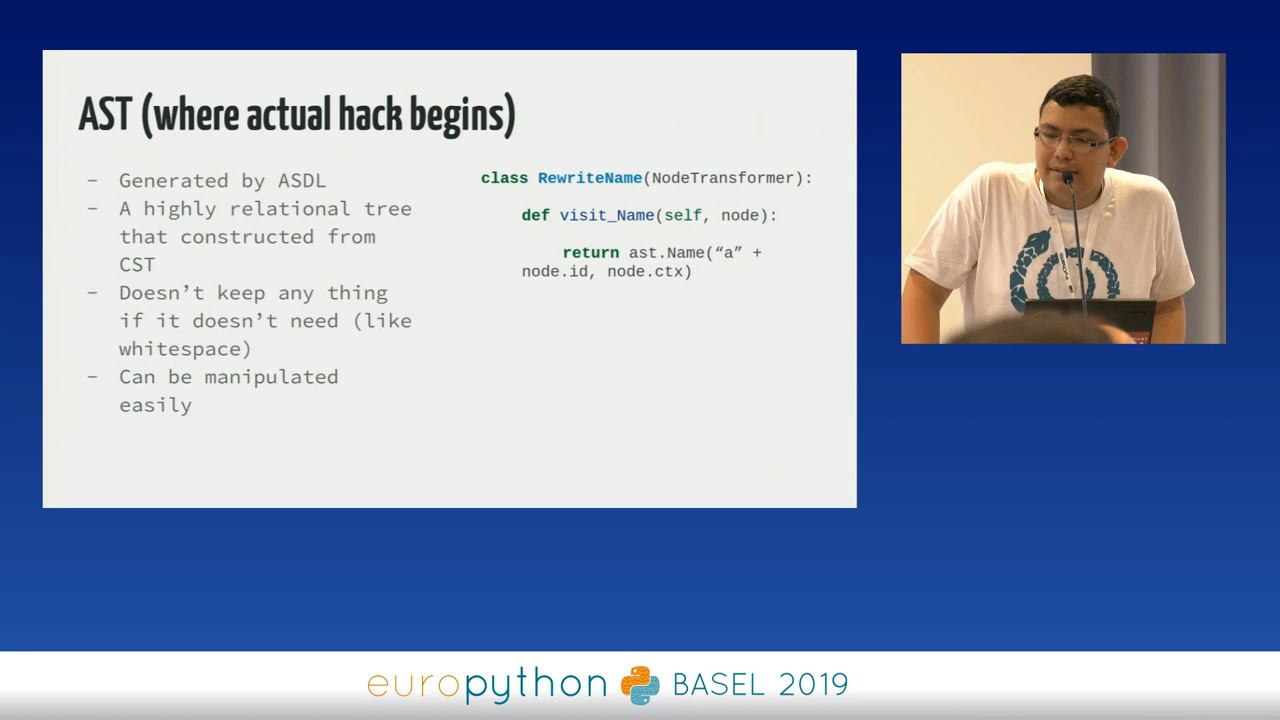 AST (where actual hack begins)
- Generated by ASDL
- A highly relational tree
that constructed from
CST
- Doesn’t keep any thing
if it doesn’t need (like
whitespace)
- Can be manipulated
easily
class RewriteName(NodeTransformer):
def visit_Name(self, node):
return ast.Name(“a” +
node.id, node.ctx)
europython BASEL 2019